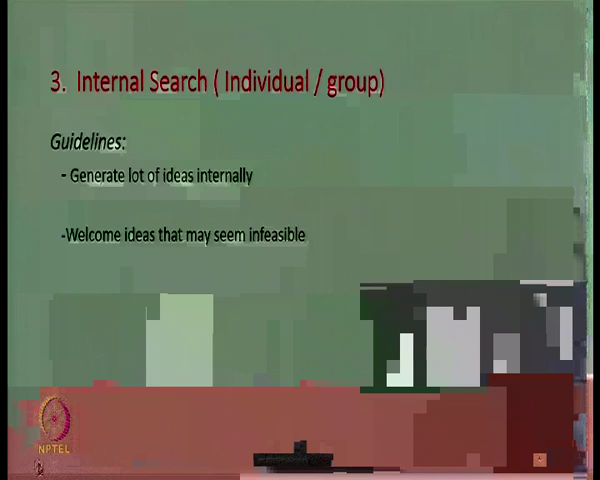 3. Internal Search ( Individual / group)
Guidelines:
- Generate lot of ideas internally
-Welcome ideas that may seem infeasible
NPTEL